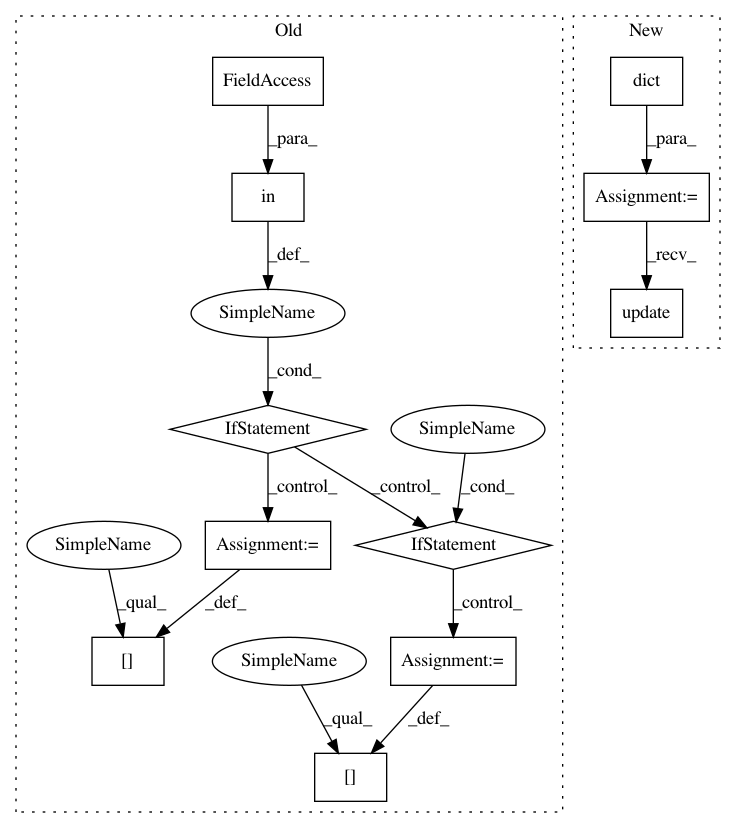 Old
New
FieldAccess
dict
_para_
_para_
in
Assignment:=
_def_
_recv_
SimpleName
update
_cond_
IfStatement
SimpleName
_control_
_control_
_cond_
SimpleName
Assignment:=
IfStatement
_qual_
_def_
_control_
[]
SimpleName
Assignment:=
_qual_
_def_
[]